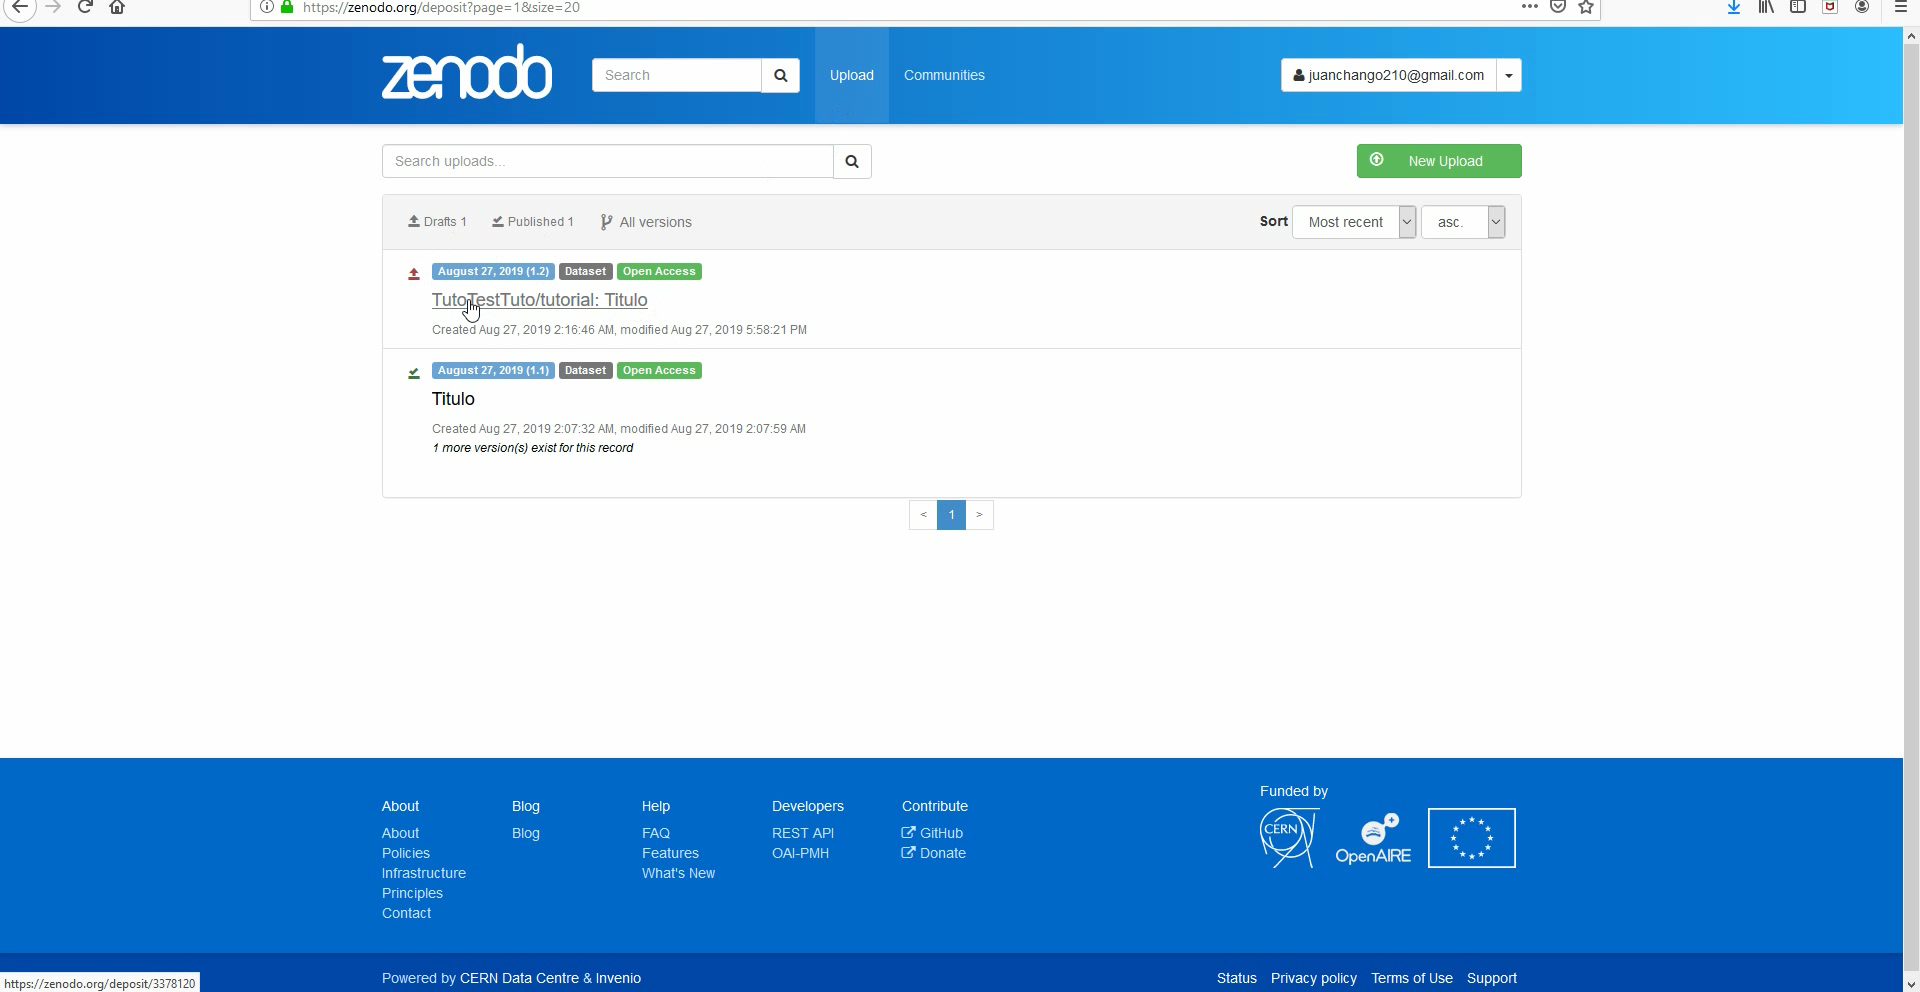 https://zenodo.org/deposit?page=1&size=20
zenodo
Search
Upload
Communities
juanchango210@gmail.com
Search uploads...
New Upload
Drafts 1
Published 1
All versions
Sort
Most recent
asc.
August 27, 2019 (1.2) Dataset Open Access
TutoTestTuto/tutorial: Titulo
Created Aug 27, 2019 2:16:46 AM, modified Aug 27, 2019 5:58:21 PM
August 27, 2019 (1.1) Dataset Open Access
Titulo
Created Aug 27, 2019 2:07:32 AM, modified Aug 27, 2019 2:07:59 AM
1 more version(s) exist for this record
< 1 >
About
About
Policies
Infrastructure
Principles
Contact
Blog
Blog
Help
FAQ
Features
What's New
Developers
REST API
OAI-PMH
Contribute
GitHub
Donate
Funded by
CERN
OpenAIRE
Powered by CERN Data Centre & Invenio
Status Privacy policy Terms of Use Support
https://zenodo.org/deposit/3378120